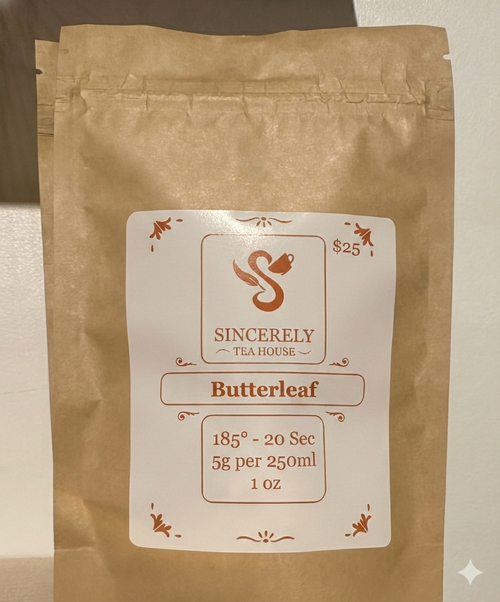 $25
SINCERELY
TEA HOUSE
Butterleaf
185° - 20 Sec
5g per 250ml
1 oz